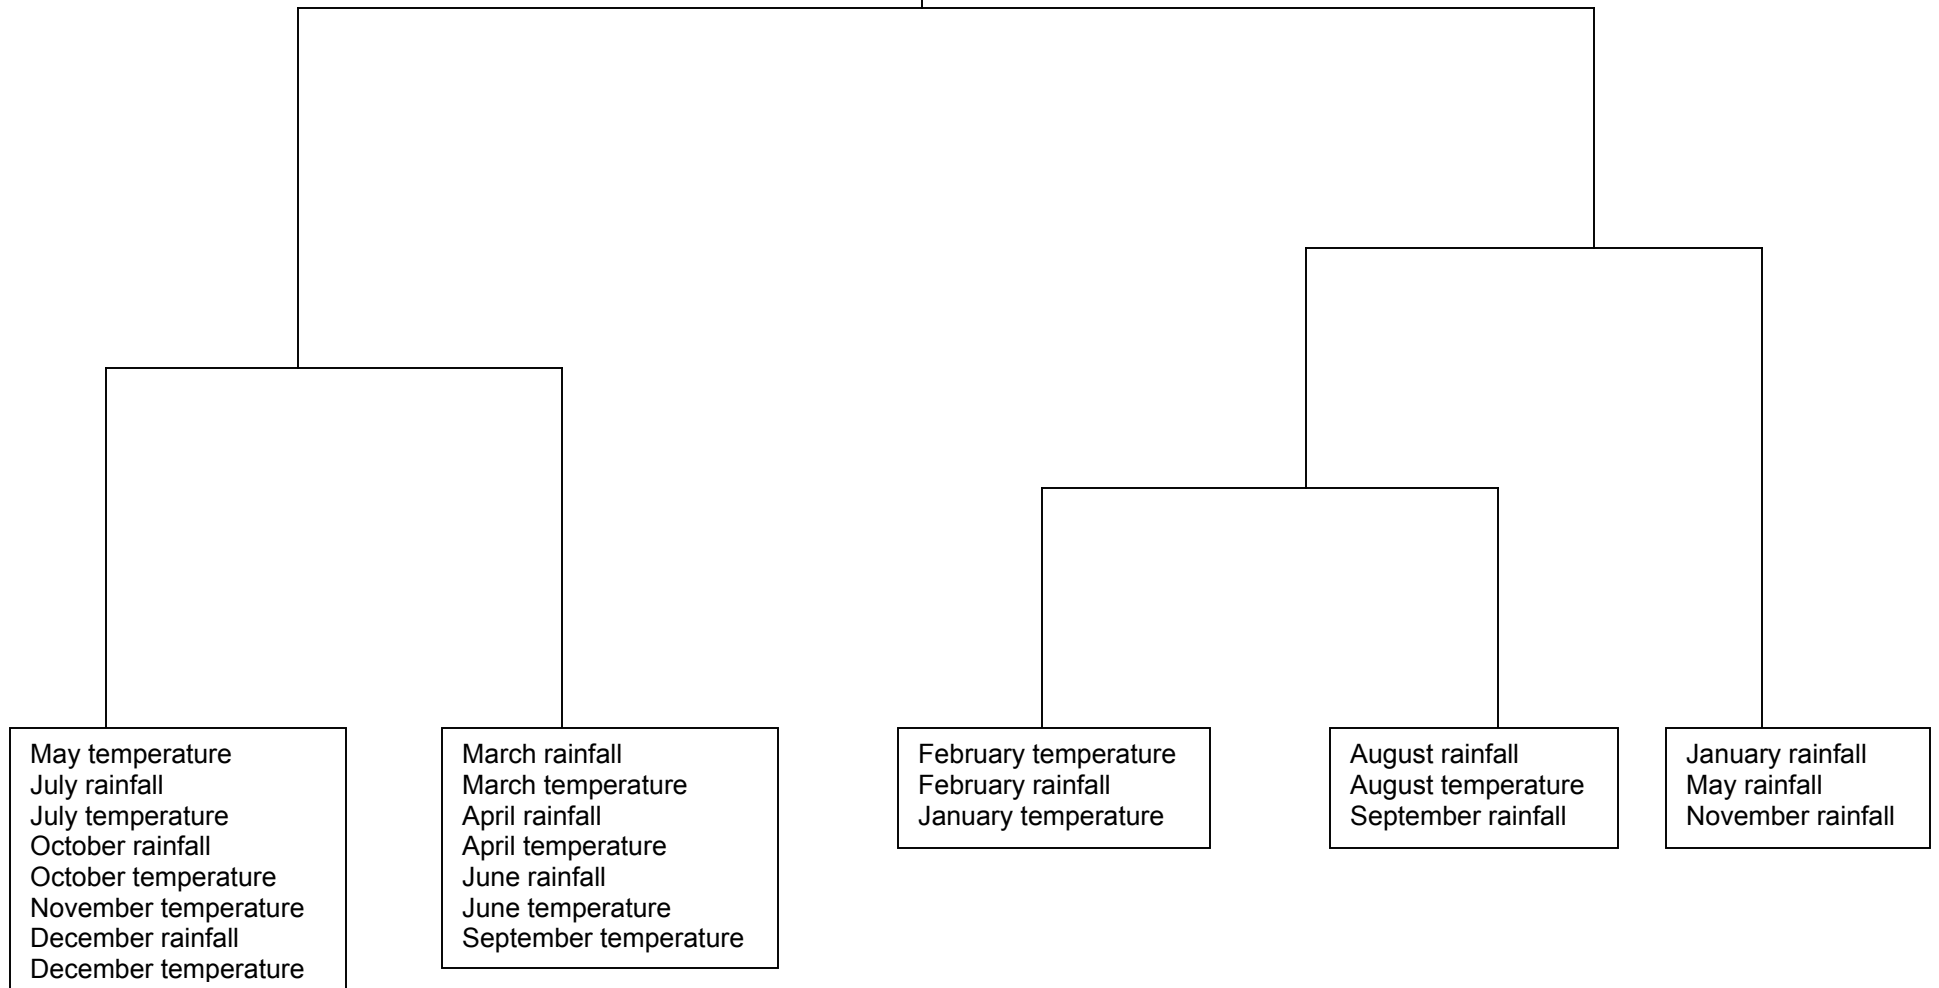 May temperature
July rainfall
July temperature
October rainfall
October temperature
November temperature
December rainfall
December temperature
March rainfall
March temperature
April rainfall
April temperature
June rainfall
June temperature
September temperature
February temperature
February rainfall
January temperature
August rainfall
August temperature
September rainfall
January rainfall
May rainfall
November rainfall